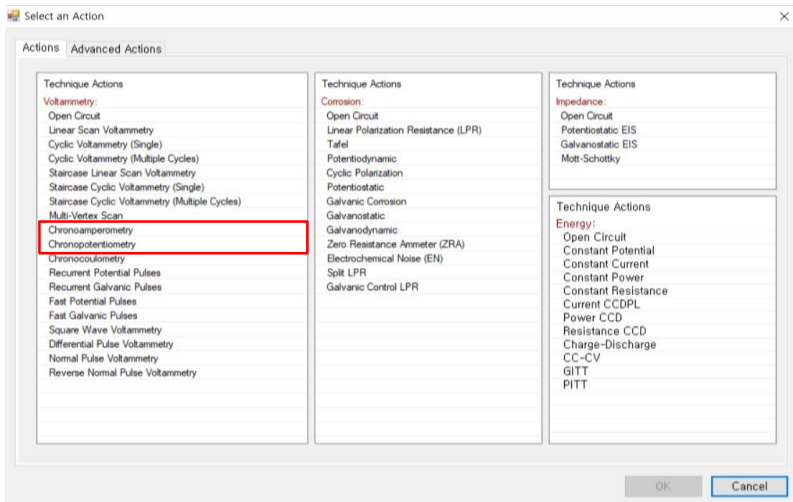 Select an Action
Actions
Advanced Actions
Technique Actions
Voltammetry:
Open Circuit
Linear Scan Voltammetry
Cyclic Voltammetry (Single)
Cyclic Voltammetry (Multiple Cycles)
Staircase Linear Scan Voltammetry
Staircase Cyclic Voltammetry (Single)
Staircase Cyclic Voltammetry (Multiple Cycles)
Multi-Vertex Scan
Chronoamperometry
Chronopotentiometry
Chronocoulometry
Recurrent Potential Pulses
Recurrent Galvanic Pulses
Fast Potential Pulses
Fast Galvanic Pulses
Square Wave Voltammetry
Differential Pulse Voltammetry
Normal Pulse Voltammetry
Reverse Normal Pulse Voltammetry
Technique Actions
Corrosion:
Open Circuit
Linear Polarization Resistance (LPR)
Tafel
Potentiodynamic
Cyclic Polarization
Potentiostatic
Galvanic Corrosion
Galvanostatic
Galvanodynamic
Zero Resistance Ammeter (ZRA)
Electrochemical Noise (EN)
Split LPR
Galvanic Control LPR
Technique Actions
Impedance:
Open Circuit
Potentiostatic EIS
Galvanostatic EIS
Mott-Schottky
Technique Actions
Energy:
Open Circuit
Constant Potential
Constant Current
Constant Power
Constant Resistance
Current CCDPL
Power CCD
Resistance CCD
Charge-Discharge
CC-CV
GITT
PITT
OK
Cancel